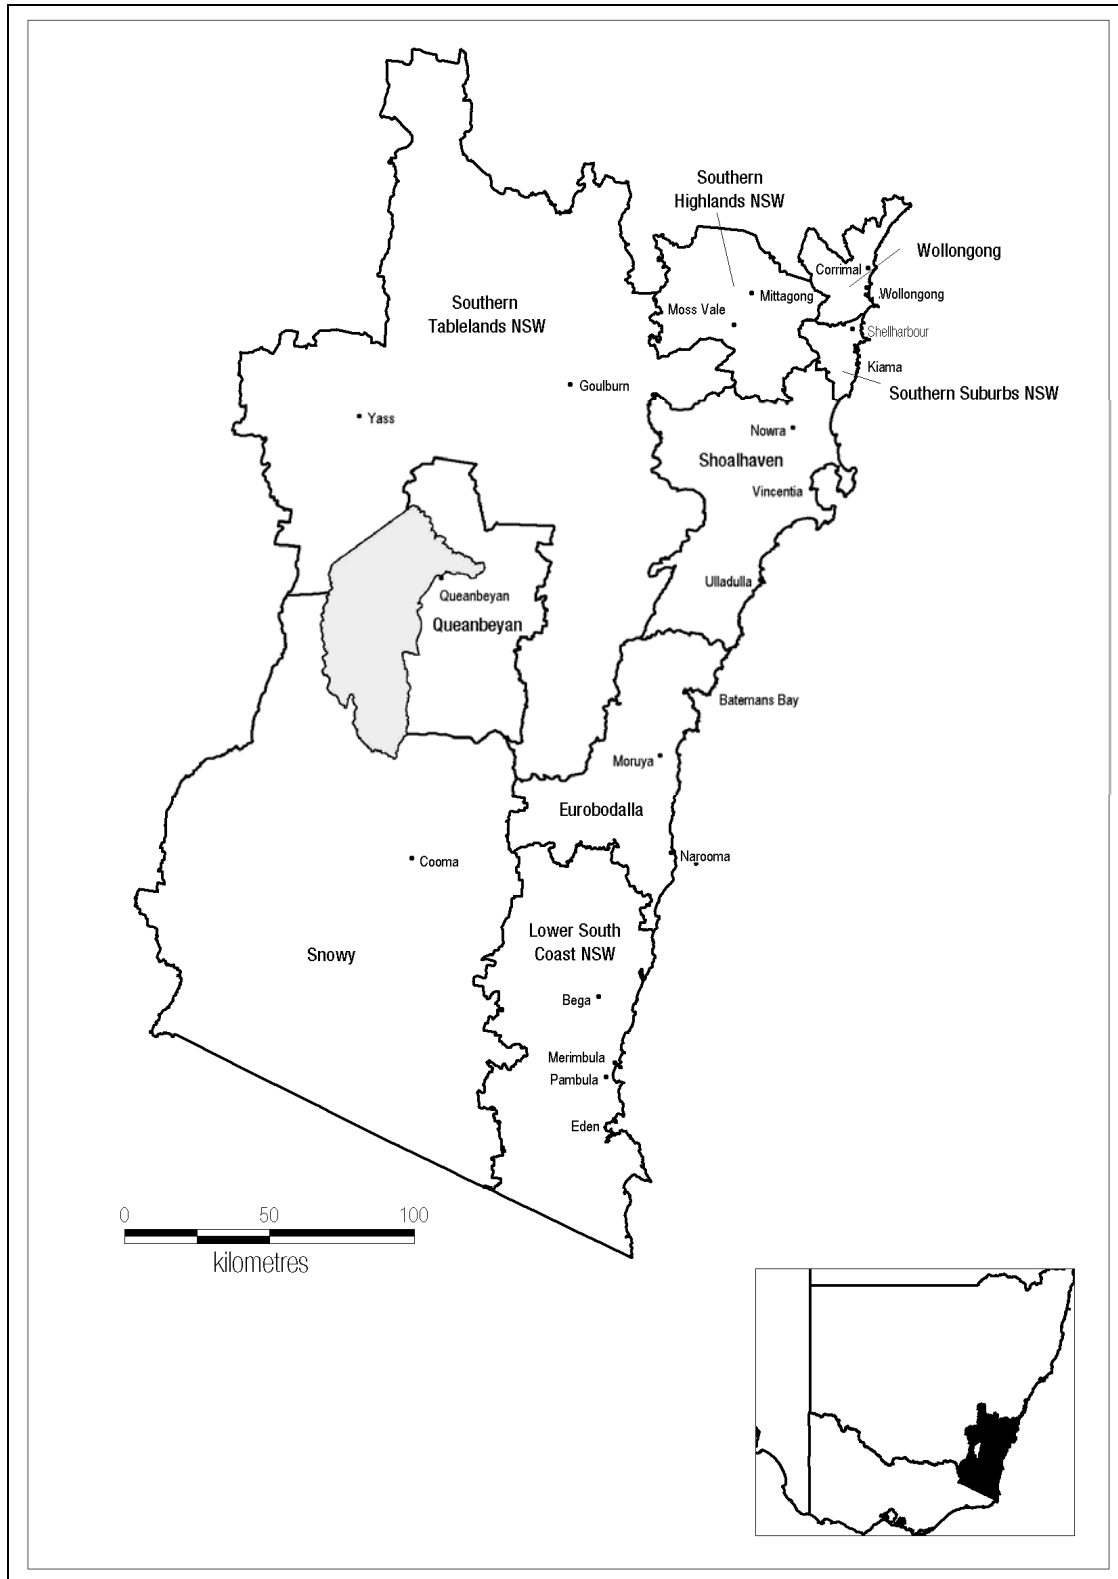 Southern
Highlands NSW
Wollongong
Corrimal
Wollongong
Mittagong
Southern
Tablelands NSW
Moss Vale
Shellharbour
Kiama
Goulburn
Southern Suburbs NSW
Yass
Nowra
Shoalhaven
Vincentia
Ulladulla
Queanbeyan
Queanbeyan
Batemans Bay
Moruya
Eurobodalla
Narooma
Cooma
Lower South
Coast NSW
Snowy
Bega
Merimbula
Pambula
Eden
0 50 100
kilometres